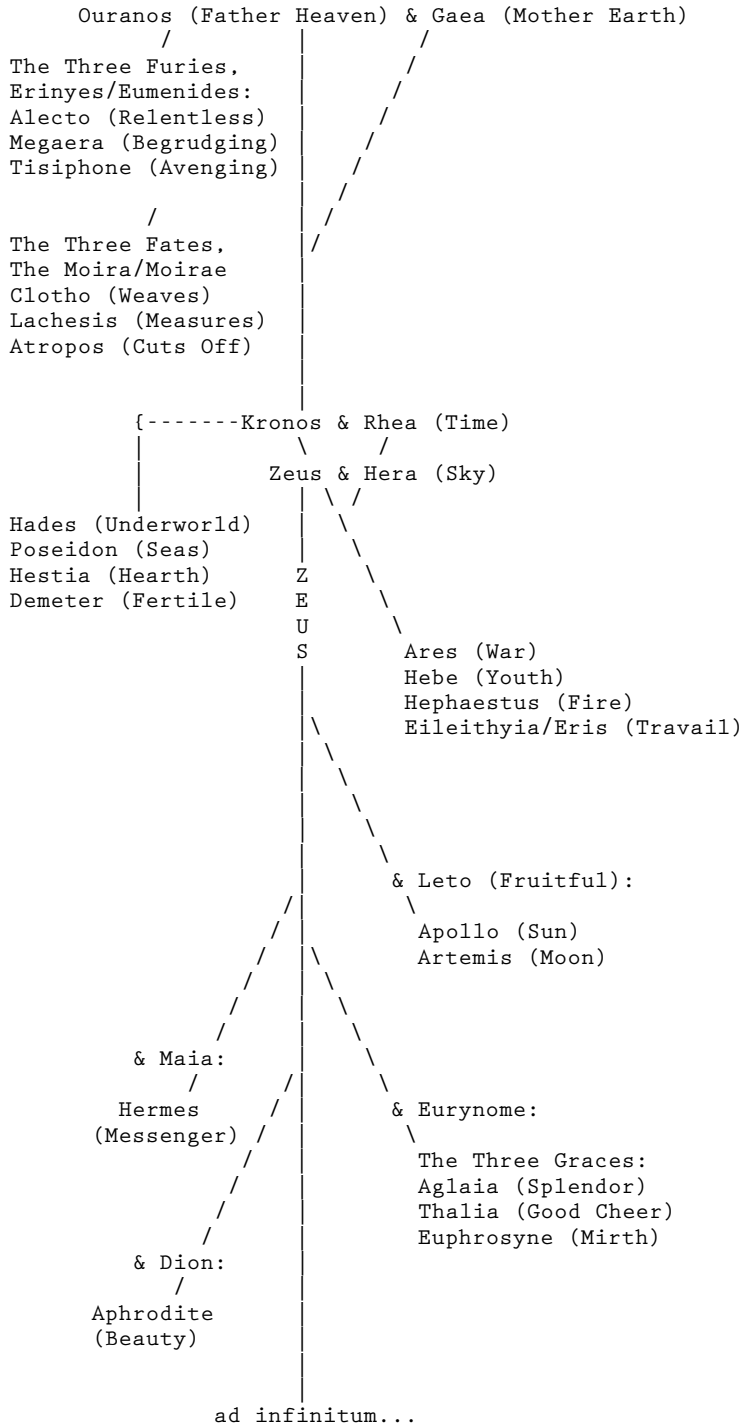 Ouranos (Father Heaven) & Gaea (Mother Earth)
The Three Furies,
Erinyes/Eumenides:
Alecto (Relentless)
Megaera (Begrudging)
Tisiphone (Avenging)
The Three Fates,
The Moira/Moirae
Clotho (Weaves)
Lachesis (Measures)
Atropos (Cuts Off)
{-------Kronos & Rhea (Time)
Zeus & Hera (Sky)
Hades (Underworld)
Poseidon (Seas)
Hestia (Hearth)
Demeter (Fertile)
Z
E
U
S
Ares (War)
Hebe (Youth)
Hephaestus (Fire)
Eileithyia/Eris (Travail)
& Leto (Fruitful):
Apollo (Sun)
Artemis (Moon)
& Maia:
Hermes
(Messenger)
& Eurynome:
The Three Graces:
Aglaia (Splendor)
Thalia (Good Cheer)
Euphrosyne (Mirth)
& Dion:
Aphrodite
(Beauty)
ad infinitum...